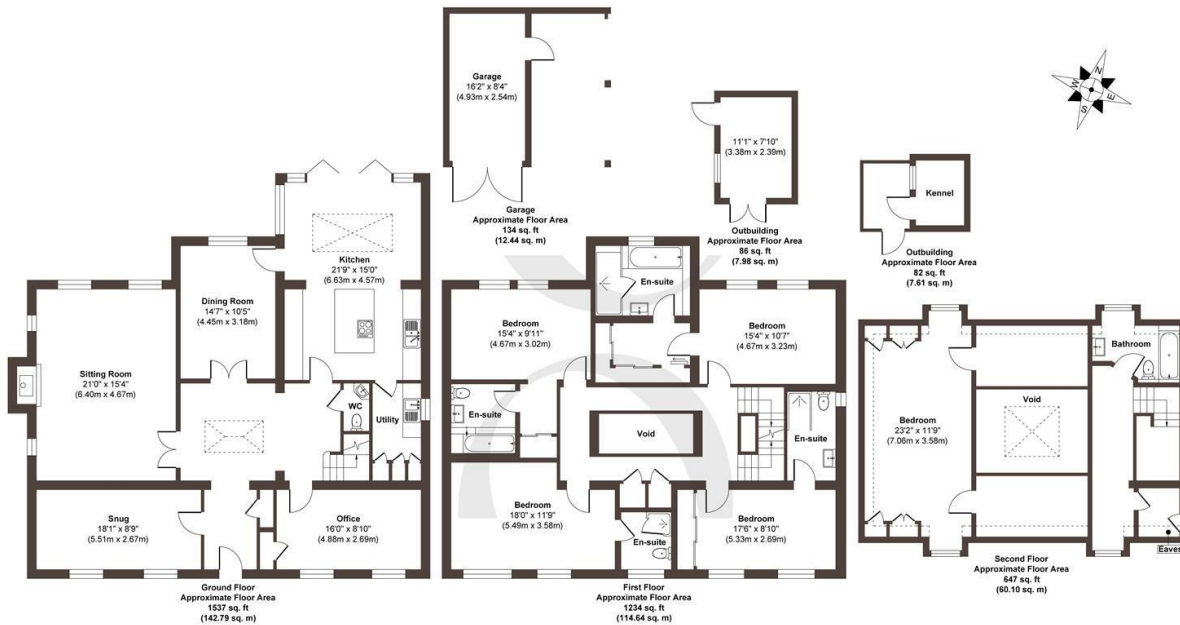 Garage
16'2" x 8'4"
(4.93m x 2.54m)
Garage
Approximate Floor Area
134 sq. ft
(12.44 sq. m)
11'1" x 7'10"
(3.38m x 2.39m)
Outbuilding
Approximate Floor Area
86 sq. ft
(7.98 sq. m)
N
E
S
W
Kennel
Outbuilding
Approximate Floor Area
82 sq. ft
(7.61 sq. m)
Kitchen
21'9" x 15'0"
(6.63m x 4.57m)
Dining Room
14'7" x 10'5"
(4.45m x 3.18m)
Sitting Room
21'0" x 15'4"
(6.40m x 4.67m)
WC
Utility
Snug
18'1" x 8'9"
(5.51m x 2.67m)
Office
16'0" x 8'10"
(4.88m x 2.69m)
Ground Floor
Approximate Floor Area
1537 sq. ft
(142.79 sq. m)
En-suite
Bedroom
15'4" x 9'11"
(4.67m x 3.02m)
Bedroom
15'4" x 10'7"
(4.67m x 3.23m)
En-suite
Void
En-suite
Bedroom
18'0" x 11'9"
(5.49m x 3.58m)
En-suite
Bedroom
17'6" x 8'10"
(5.33m x 2.69m)
First Floor
Approximate Floor Area
1234 sq. ft
(114.64 sq. m)
Bathroom
Bedroom
23'2" x 11'9"
(7.06m x 3.58m)
Void
Eaves
Second Floor
Approximate Floor Area
647 sq. ft
(60.10 sq. m)